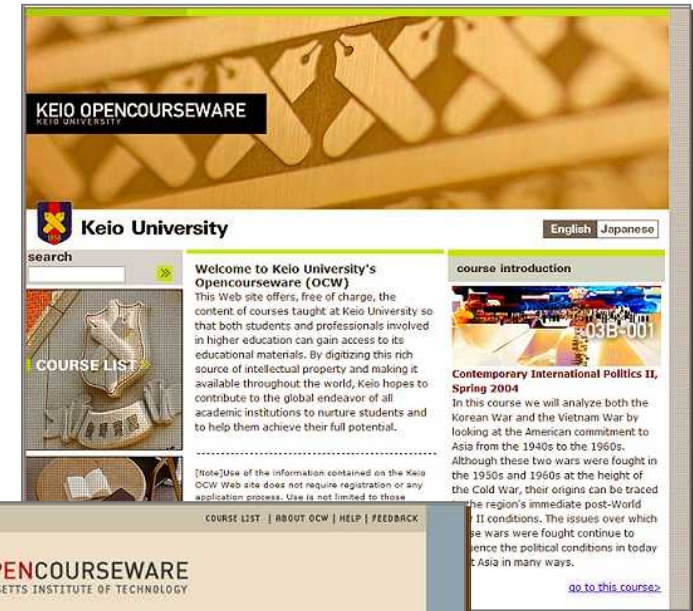 KEIO OPENCOURSEWARE
KEIO UNIVERSITY
Keio University
English Japanese
search
COURSE LIST
Welcome to Keio University's
Opencourseware (OCW)
This Web site offers, free of charge, the
content of courses taught at Keio University so
that both students and professionals involved
in higher education can gain access to its
educational materials. By digitizing this rich
source of intellectual property and making it
available throughout the world, Keio hopes to
contribute to the global endeavor of all
academic institutions to nurture students and
to help them achieve their full potential.
[Note]Use of the information contained on the Keio
OCW Web site does not require registration or any
application process. Use is not limited to those
course introduction
03B-001
Contemporary International Politics II,
Spring 2004
In this course we will analyze both the
Korean War and the Vietnam War by
looking at the American commitment to
Asia from the 1940s to the 1960s.
Although these two wars were fought in
the 1950s and 1960s at the height of
the Cold War, their origins can be traced
the region's immediate post-World
II conditions. The issues over which
wars were fought continue to
the political conditions in today
Asia in many ways.
go to this course>
COURSE LIST | ABOUT OCW | HELP | FEEDBACK
PENCOURSEWARE
SETTS INSTITUTE OF TECHNOLOGY